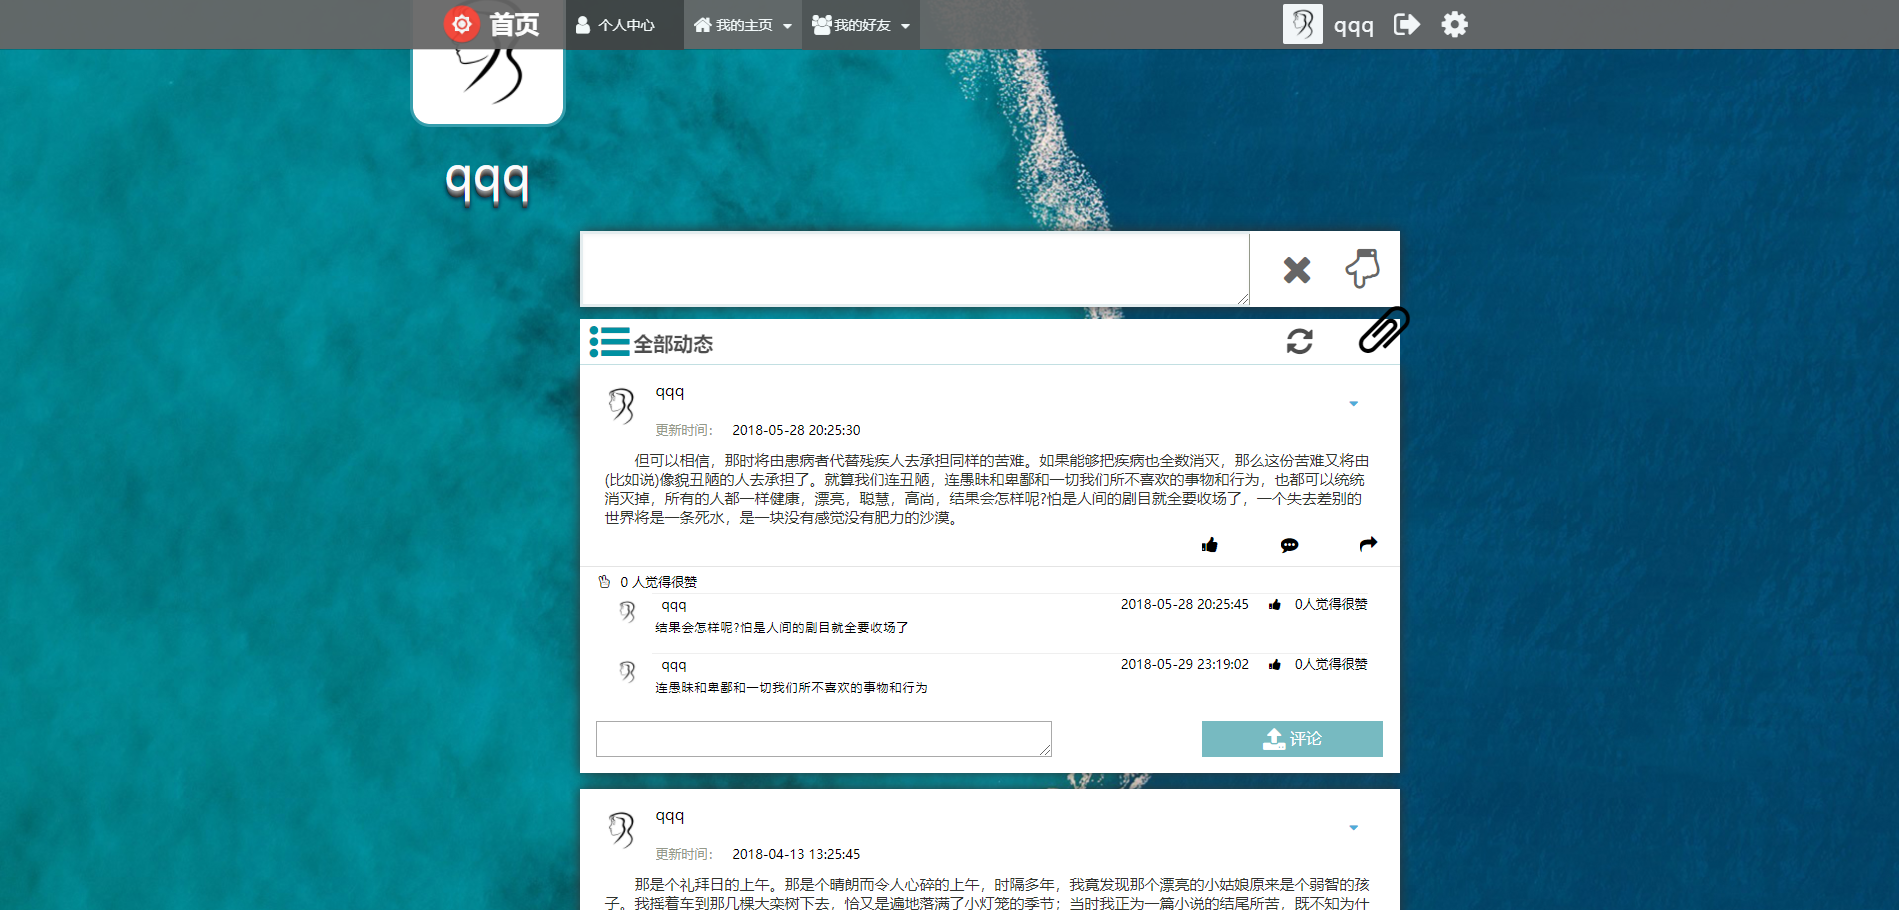 首页 个人中心 我的主页 我的好友 qqq
qqq
全部动态
qqq
更新时间： 2018-05-28 20:25:30
但可以相信，那时将由患病者代替残疾人去承担同样的苦难。如果能够把疾病也全数消灭，那么这份苦难又将由
(比如说)像貌丑陋的人去承担了。就算我们连丑陋，连愚昧和卑鄙和一切我们所不喜欢的事物和行为，也都可以统统
消灭掉，所有的人都一样健康，漂亮，聪慧，高尚，结果会怎样呢?怕是人间的剧目就全要收场了，一个失去差别的
世界将是一条死水，是一块没有感觉没有肥力的沙漠。
0 人觉得很赞
qqq 2018-05-28 20:25:45 0人觉得很赞
结果会怎样呢?怕是人间的剧目就全要收场了
qqq 2018-05-29 23:19:02 0人觉得很赞
连愚昧和卑鄙和一切我们所不喜欢的事物和行为
评论
qqq
更新时间： 2018-04-13 13:25:45
那是个礼拜日的上午。那是个晴朗而令人心碎的上午，时隔多年，我竟发现那个漂亮的小姑娘原来是个弱智的孩
子。我摇着车到那几棵大栾树下去，恰又是遍地落满了小灯笼的季节；当时我正为一篇小说的结尾所苦，既不知为什